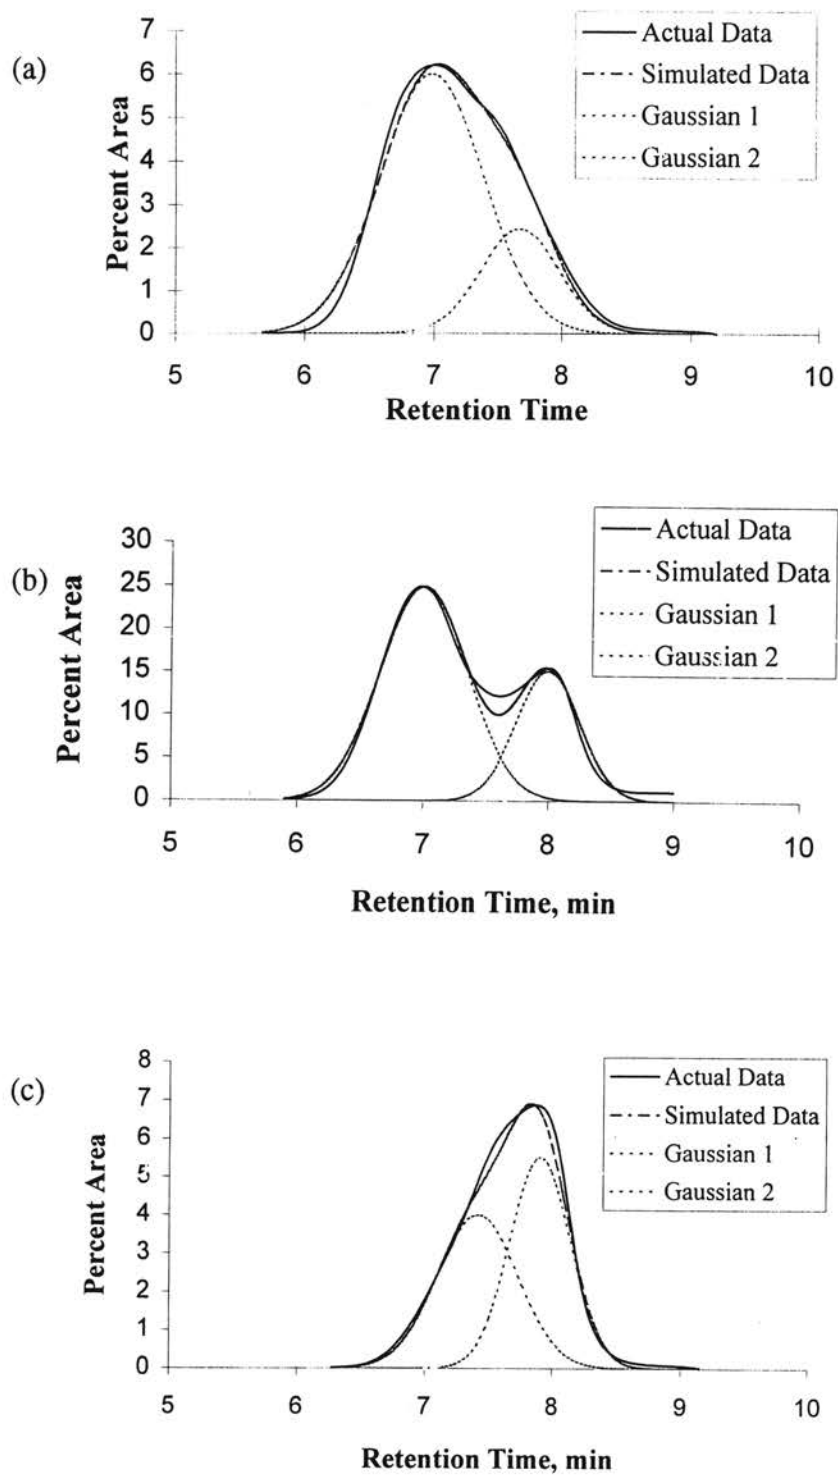 (a)
Percent Area
7
6
5
4
3
2
1
0
5 6 7 8 9 10
Retention Time
Actual Data
Simulated Data
Gaussian 1
Gaussian 2
(b)
Percent Area
30
25
20
15
10
5
0
5 6 7 8 9 10
Retention Time, min
Actual Data
Simulated Data
Gaussian 1
Gaussian 2
(c)
Percent Area
8
7
6
5
4
3
2
1
0
5 6 7 8 9 10
Retention Time, min
Actual Data
Simulated Data
Gaussian 1
Gaussian 2